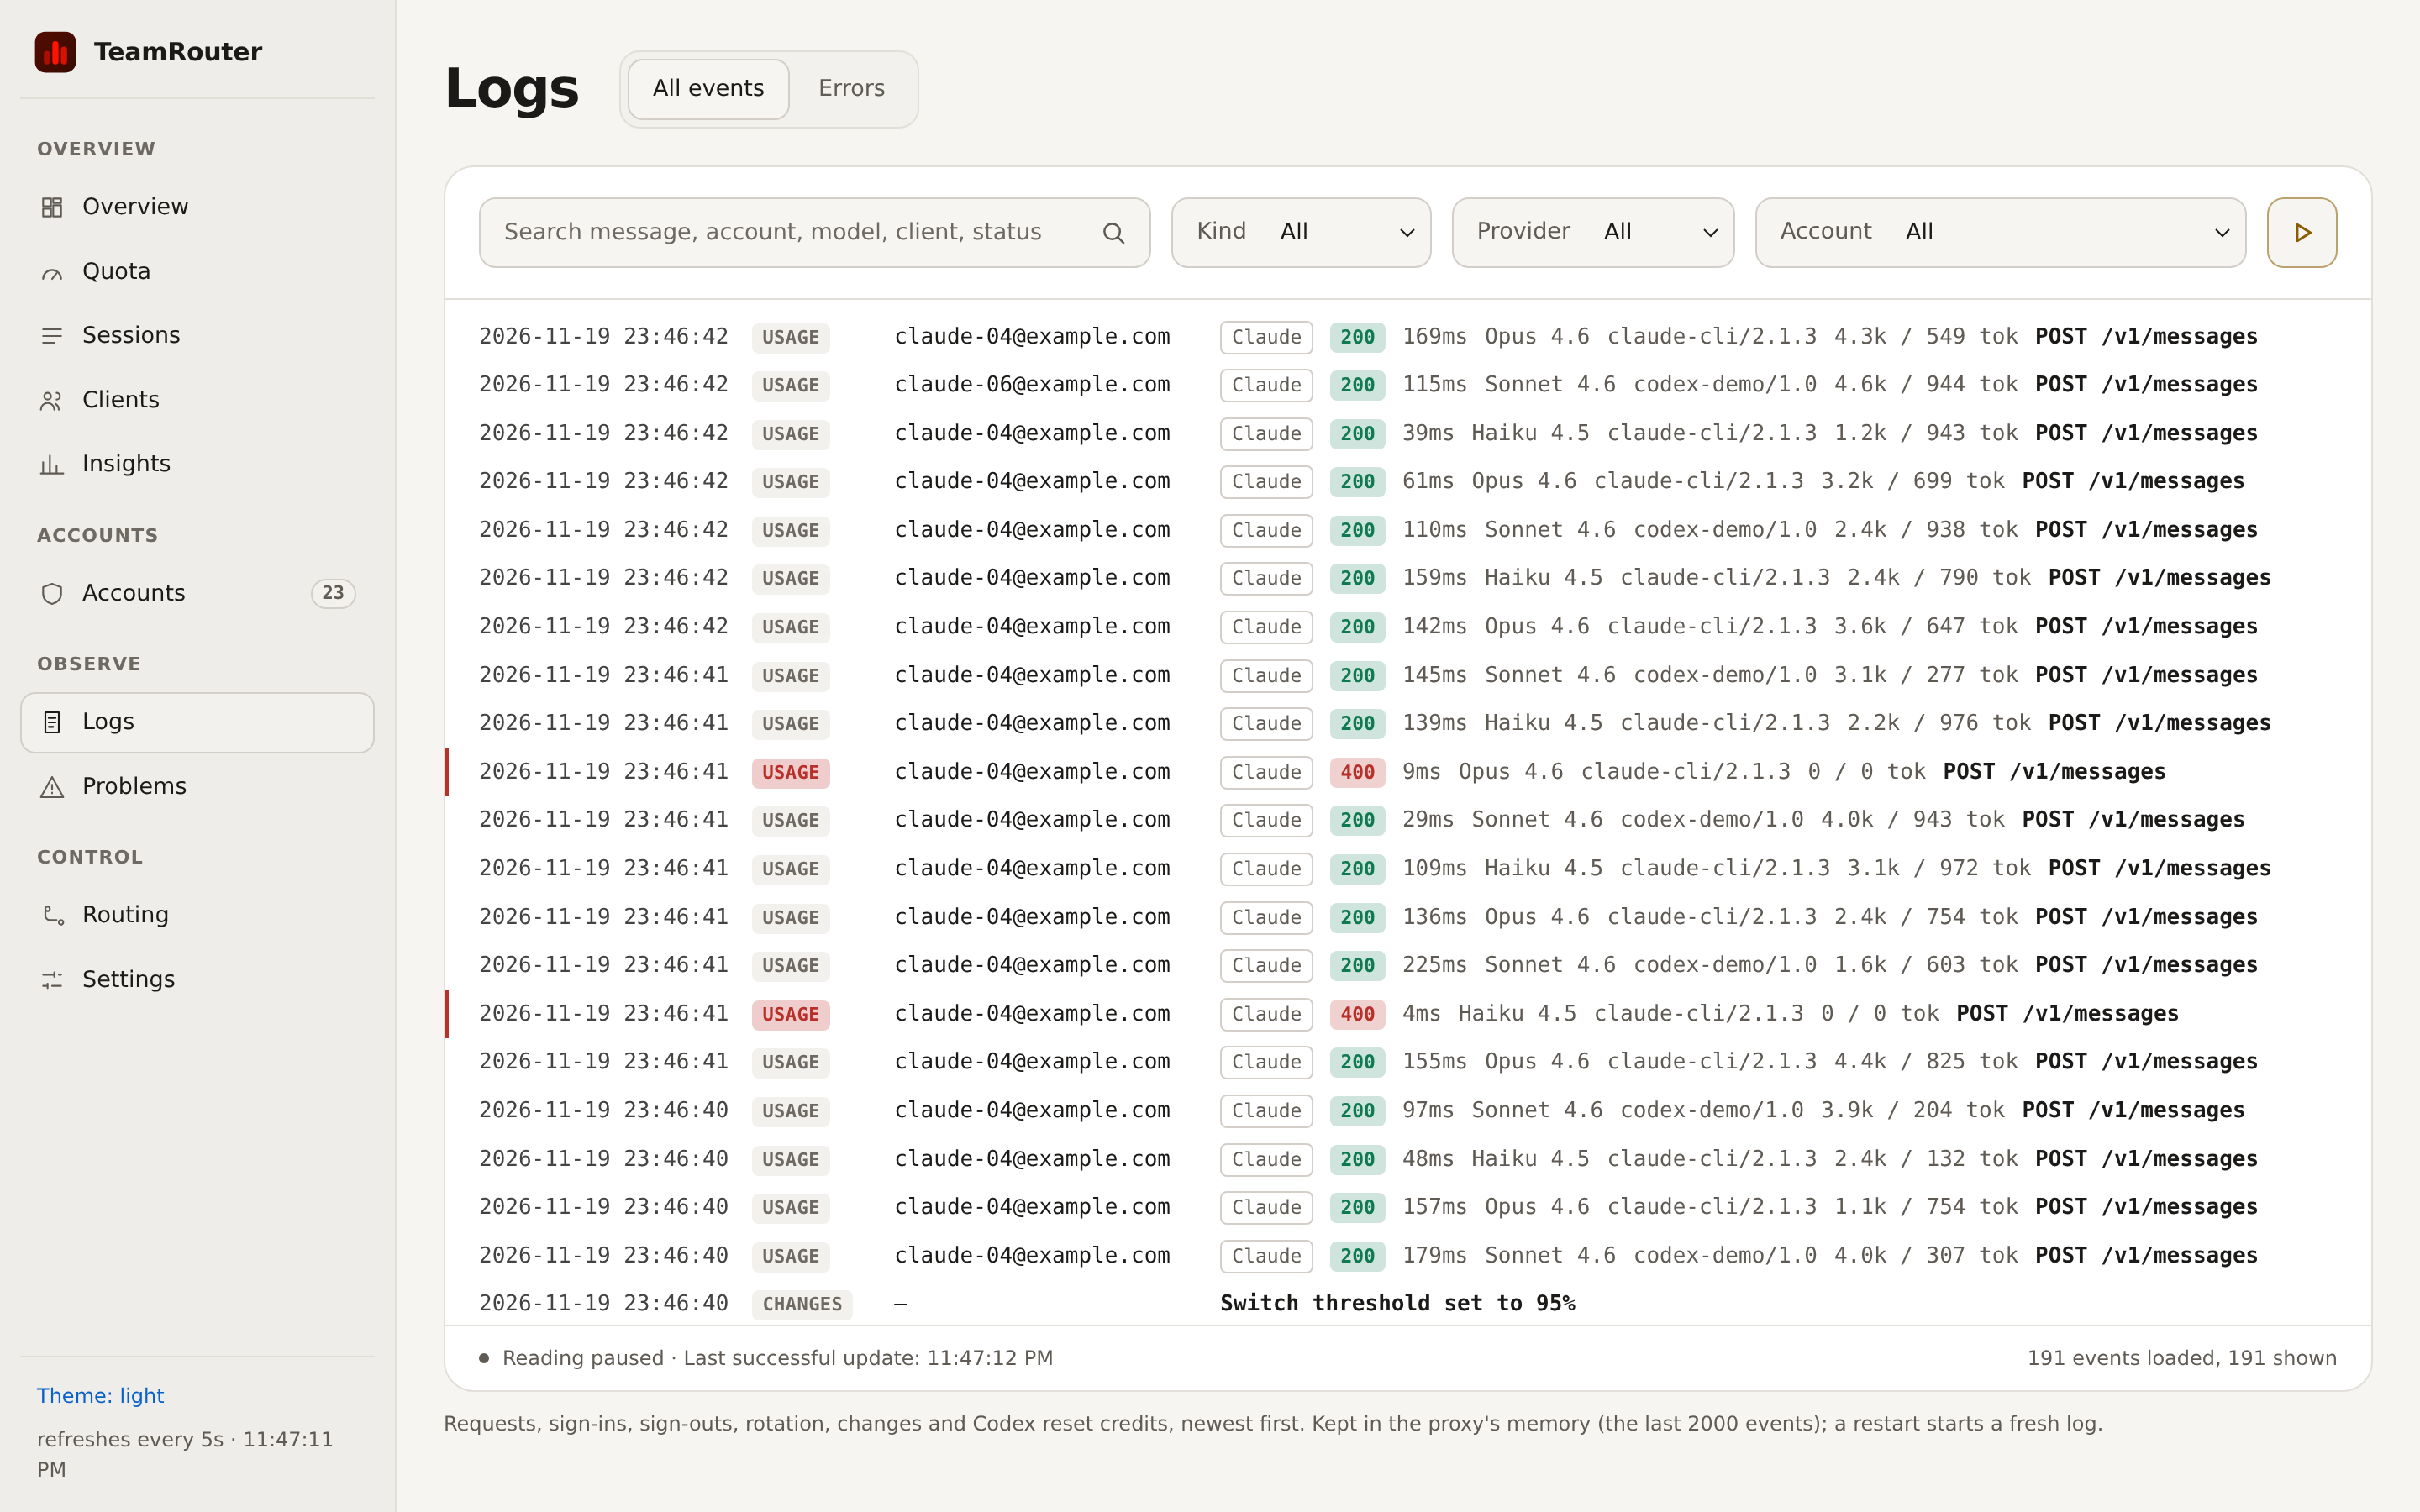 TeamRouter
OVERVIEW
Overview
Quota
Sessions
Clients
Insights
ACCOUNTS
Accounts 23
OBSERVE
Logs
Problems
CONTROL
Routing
Settings
Theme: light
refreshes every 5s · 11:47:11
PM
Logs All events Errors
Search message, account, model, client, status Kind All Provider All Account All
2026-11-19 23:46:42 USAGE claude-04@example.com Claude 200 169ms Opus 4.6 claude-cli/2.1.3 4.3k / 549 tok POST /v1/messages
2026-11-19 23:46:42 USAGE claude-06@example.com Claude 200 115ms Sonnet 4.6 codex-demo/1.0 4.6k / 944 tok POST /v1/messages
2026-11-19 23:46:42 USAGE claude-04@example.com Claude 200 39ms Haiku 4.5 claude-cli/2.1.3 1.2k / 943 tok POST /v1/messages
2026-11-19 23:46:42 USAGE claude-04@example.com Claude 200 61ms Opus 4.6 claude-cli/2.1.3 3.2k / 699 tok POST /v1/messages
2026-11-19 23:46:42 USAGE claude-04@example.com Claude 200 110ms Sonnet 4.6 codex-demo/1.0 2.4k / 938 tok POST /v1/messages
2026-11-19 23:46:42 USAGE claude-04@example.com Claude 200 159ms Haiku 4.5 claude-cli/2.1.3 2.4k / 790 tok POST /v1/messages
2026-11-19 23:46:42 USAGE claude-04@example.com Claude 200 142ms Opus 4.6 claude-cli/2.1.3 3.6k / 647 tok POST /v1/messages
2026-11-19 23:46:41 USAGE claude-04@example.com Claude 200 145ms Sonnet 4.6 codex-demo/1.0 3.1k / 277 tok POST /v1/messages
2026-11-19 23:46:41 USAGE claude-04@example.com Claude 200 139ms Haiku 4.5 claude-cli/2.1.3 2.2k / 976 tok POST /v1/messages
2026-11-19 23:46:41 USAGE claude-04@example.com Claude 400 9ms Opus 4.6 claude-cli/2.1.3 0 / 0 tok POST /v1/messages
2026-11-19 23:46:41 USAGE claude-04@example.com Claude 200 29ms Sonnet 4.6 codex-demo/1.0 4.0k / 943 tok POST /v1/messages
2026-11-19 23:46:41 USAGE claude-04@example.com Claude 200 109ms Haiku 4.5 claude-cli/2.1.3 3.1k / 972 tok POST /v1/messages
2026-11-19 23:46:41 USAGE claude-04@example.com Claude 200 136ms Opus 4.6 claude-cli/2.1.3 2.4k / 754 tok POST /v1/messages
2026-11-19 23:46:41 USAGE claude-04@example.com Claude 200 225ms Sonnet 4.6 codex-demo/1.0 1.6k / 603 tok POST /v1/messages
2026-11-19 23:46:41 USAGE claude-04@example.com Claude 400 4ms Haiku 4.5 claude-cli/2.1.3 0 / 0 tok POST /v1/messages
2026-11-19 23:46:41 USAGE claude-04@example.com Claude 200 155ms Opus 4.6 claude-cli/2.1.3 4.4k / 825 tok POST /v1/messages
2026-11-19 23:46:40 USAGE claude-04@example.com Claude 200 97ms Sonnet 4.6 codex-demo/1.0 3.9k / 204 tok POST /v1/messages
2026-11-19 23:46:40 USAGE claude-04@example.com Claude 200 48ms Haiku 4.5 claude-cli/2.1.3 2.4k / 132 tok POST /v1/messages
2026-11-19 23:46:40 USAGE claude-04@example.com Claude 200 157ms Opus 4.6 claude-cli/2.1.3 1.1k / 754 tok POST /v1/messages
2026-11-19 23:46:40 USAGE claude-04@example.com Claude 200 179ms Sonnet 4.6 codex-demo/1.0 4.0k / 307 tok POST /v1/messages
2026-11-19 23:46:40 CHANGES — Switch threshold set to 95%
Reading paused · Last successful update: 11:47:12 PM 191 events loaded, 191 shown
Requests, sign-ins, sign-outs, rotation, changes and Codex reset credits, newest first. Kept in the proxy's memory (the last 2000 events); a restart starts a fresh log.